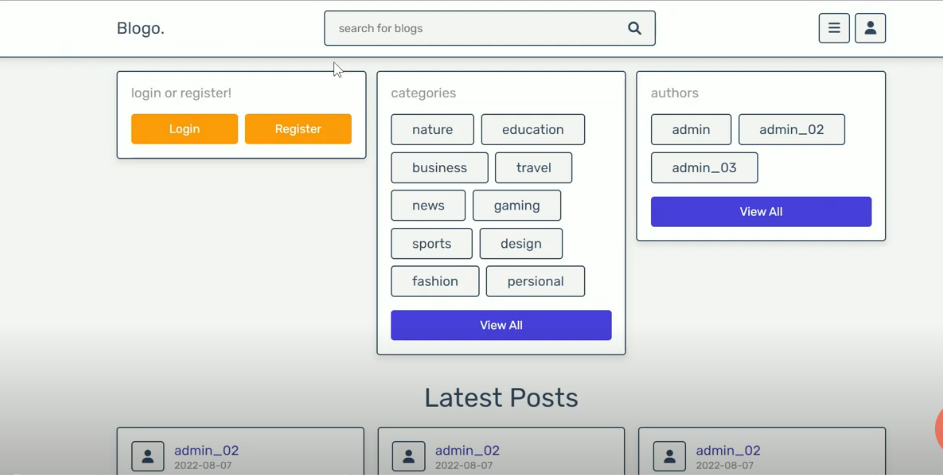 Blogo.
search for blogs
login or register!
Login Register
categories
nature education
business travel
news gaming
sports design
fashion persional
View All
authors
admin admin_02
admin_03
View All
Latest Posts
admin_02
2022-08-07
admin_02
2022-08-07
admin_02
2022-08-07